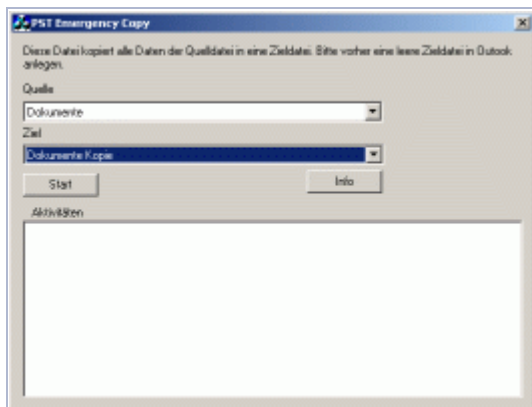 PST Emergency Copy
Diese Datei kopiert alle Daten der Quelldatei in eine Zieldatei. Bitte vorher eine leere Zieldatei in Outook
anlegen.
Quelle
Dokumente
Ziel
Dokumente Kopie
Start
Info
Aktivitäten